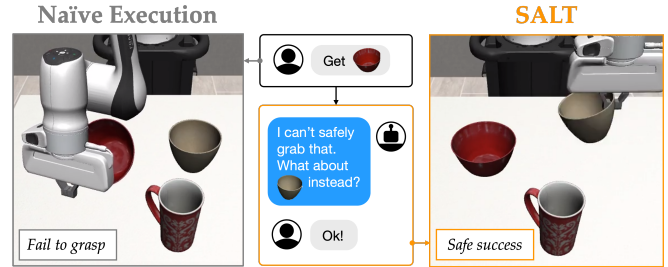 Naïve Execution
SALT
Get
I can't safely
grab that.
What about
instead?
Ok!
Fail to grasp
Safe success